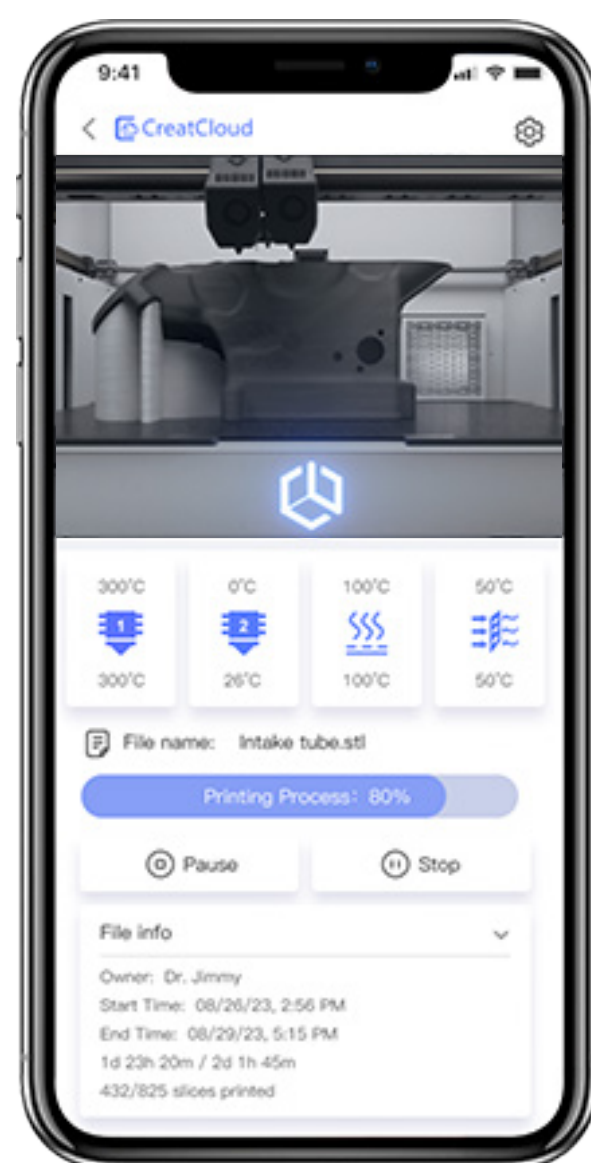 9:41
CreatCloud
300°C 0°C 100°C 50°C
1 2
300°C 26°C 100°C 50°C
File name: Intake tube.stl
Printing Process: 80%
Pause Stop
File info
Owner: Dr. Jimmy
Start Time: 08/26/23, 2:56 PM
End Time: 08/29/23, 5:15 PM
1d 23h 20m / 2d 1h 45m
432/825 slices printed